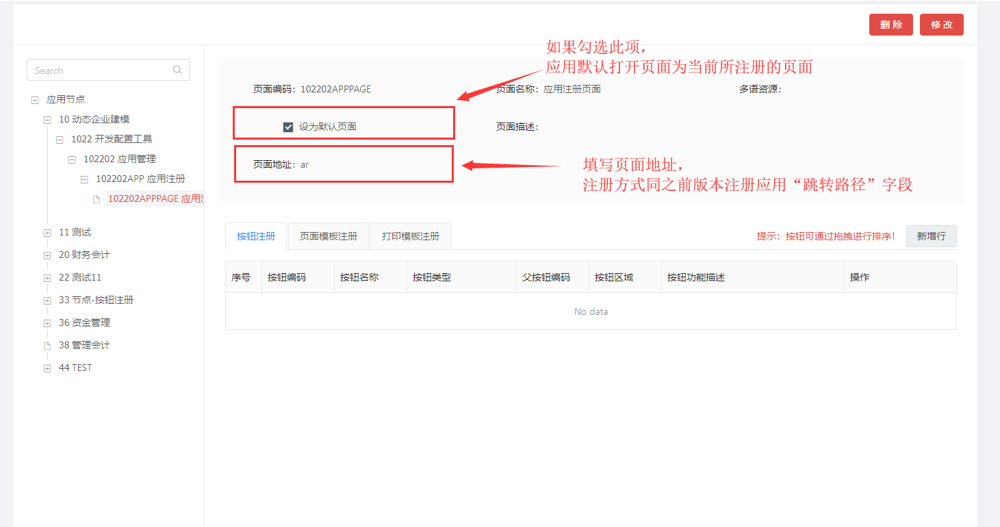 删 除
修 改
如果勾选此项，
应用默认打开页面为当前所注册的页面
Search
页面编码： 102202APPPAGE
页面名称： 应用注册页面
多语资源：
应用节点
10 动态企业建模
1022 开发配置工具
102202 应用管理
102202APP 应用注册
102202APPPAGE 应用注
11 测试
20 财务会计
22 测试11
33 节点-按钮注册
36 资金管理
38 管理会计
44 TEST
设为默认页面
页面描述：
页面地址： ar
填写页面地址，
注册方式同之前版本注册应用“跳转路径”字段
按钮注册
页面模板注册
打印模板注册
提示：按钮可通过拖拽进行排序！
新增行
序号 按钮编码 按钮名称 按钮类型 父按钮编码 按钮区域 按钮功能描述 操作
No data